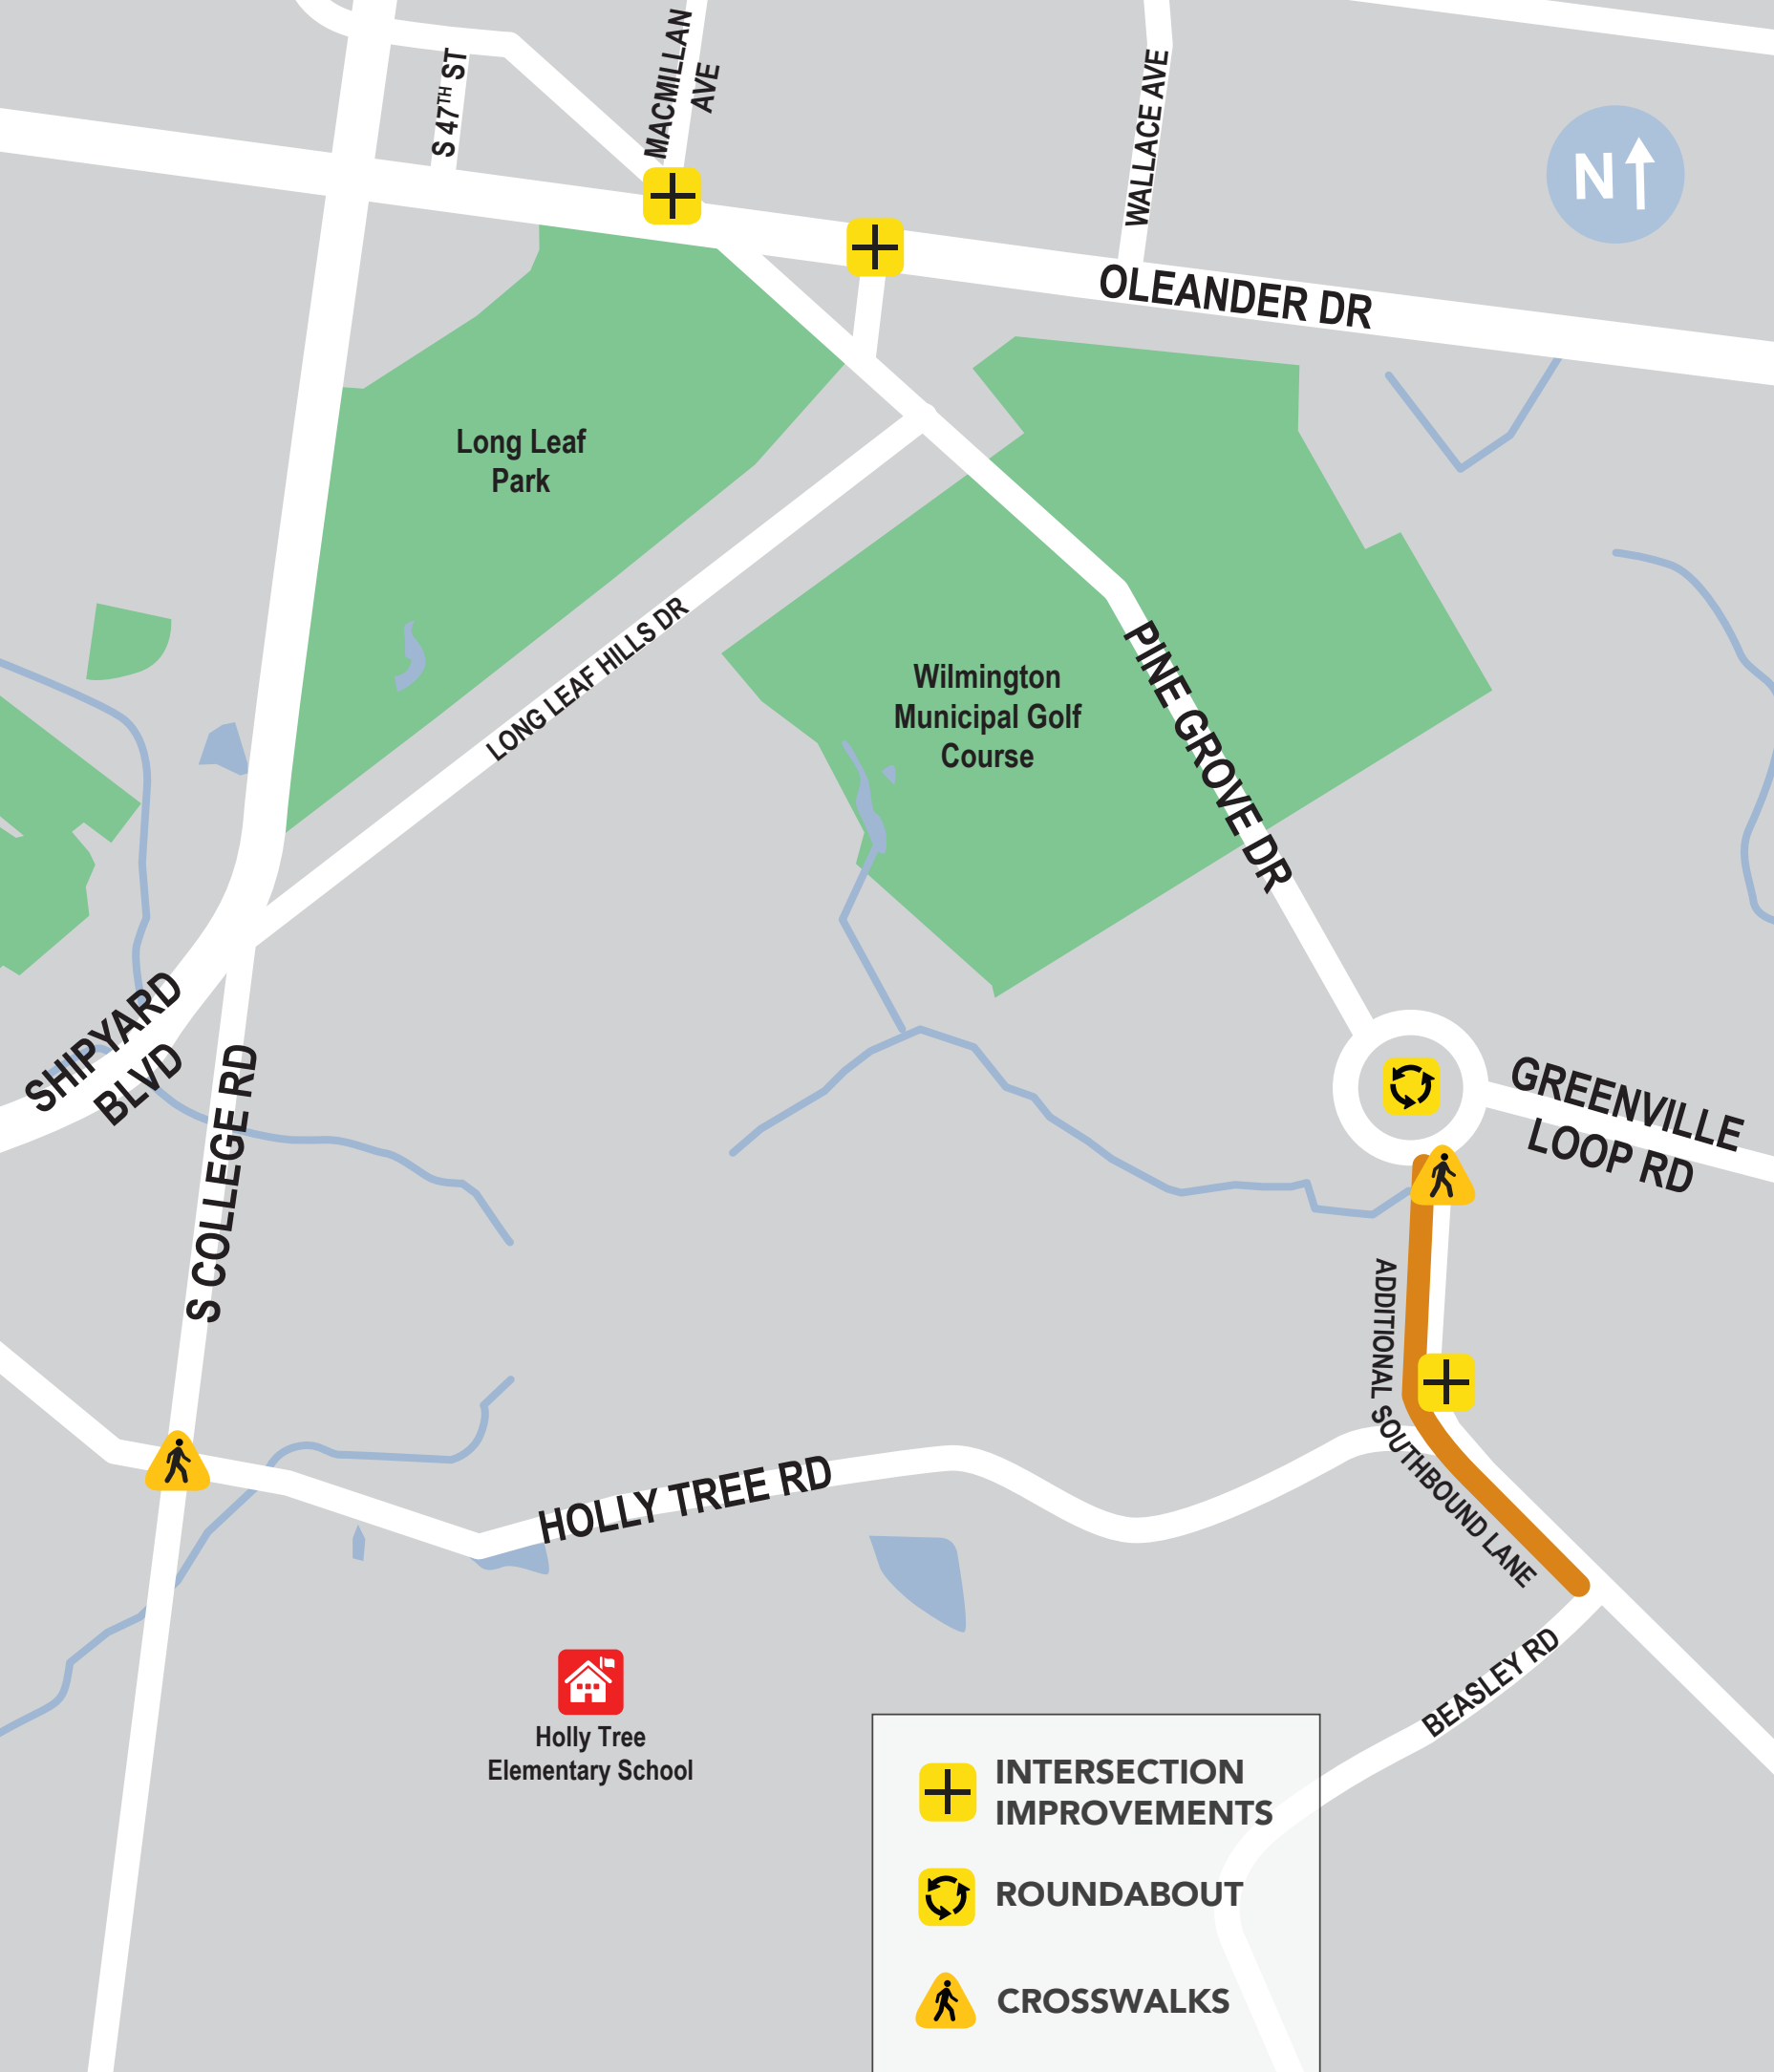 S 47TH ST
MACMILLAN
AVE
WALLACE AVE
N
OLEANDER DR
Long Leaf
Park
LONG LEAF HILLS DR
Wilmington
Municipal Golf
Course
PINE GROVE DR
SHIPYARD
BLVD
S COLLEGE RD
GREENVILLE
LOOP RD
ADDITIONAL SOUTHBOUND LANE
HOLLY TREE RD
BEASLEY RD
Holly Tree
Elementary School
INTERSECTION
IMPROVEMENTS
ROUNDABOUT
CROSSWALKS